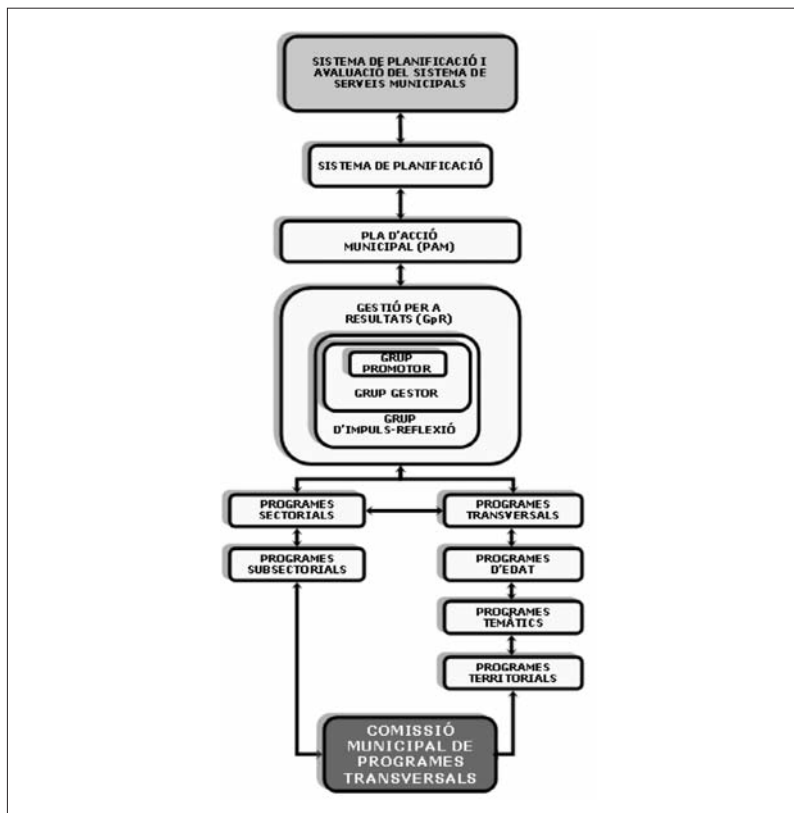 SISTEMA DE PLANIFICACIÓ I
AVALUACIÓ DEL SISTEMA DE
SERVEIS MUNICIPALS
SISTEMA DE PLANIFICACIÓ
PLA D'ACCIÓ
MUNICIPAL (PAM)
GESTIÓ PER A
RESULTATS (GpR)
GRUP
PROMOTOR
GRUP GESTOR
GRUP
D'IMPULS-REFLEXIÓ
PROGRAMES
SECTORIALS
PROGRAMES
TRANSVERSALS
PROGRAMES
SUBSECTORIALS
PROGRAMES
D'EDAT
PROGRAMES
TEMÀTICS
PROGRAMES
TERRITORIALS
COMISSIÓ
MUNICIPAL DE
PROGRAMES
TRANSVERSALS